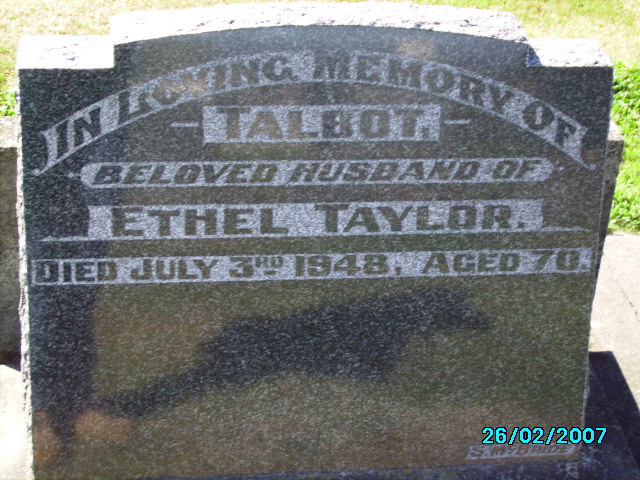 IN LOVING MEMORY OF
– TALBOT. –
BELOVED HUSBAND OF
ETHEL TAYLOR.
DIED JULY 3RD 1948, AGED 70.
26/02/2007